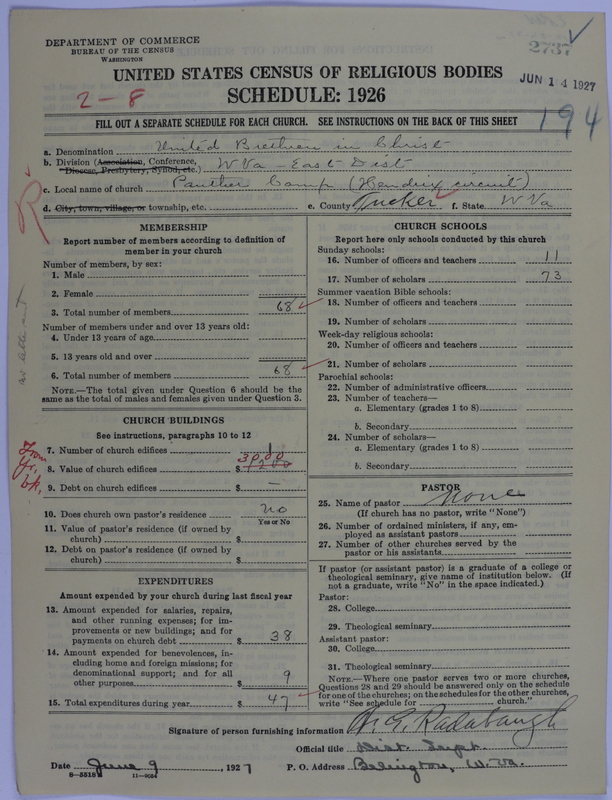 DEPARTMENT OF COMMERCE
BUREAU OF THE CENSUS
WASHINGTON
2737
JUN 14 1927
UNITED STATES CENSUS OF RELIGIOUS BODIES
SCHEDULE: 1926
2-8
194
FILL OUT A SEPARATE SCHEDULE FOR EACH CHURCH. SEE INSTRUCTIONS ON THE BACK OF THIS SHEET
a. Denomination United Brethren in Christ
b. Division (Association, Conference, Diocese, Presbytery, Synod, etc.) W Va - East Dist
c. Local name of church Panther Camp (Hendrix circuit)
d. City, town, village, or township, etc. e. County Tucker f. State W Va
MEMBERSHIP
Report number of members according to definition of member in your church
Number of members, by sex:
1. Male
2. Female
3. Total number of members 68
Number of members under and over 13 years old:
4. Under 13 years of age
5. 13 years old and over
6. Total number of members 68
NOTE.—The total given under Question 6 should be the same as the total of males and females given under Question 3.
CHURCH BUILDINGS
See instructions, paragraphs 10 to 12
7. Number of church edifices 1
From Yr. bk.
8. Value of church edifices $ 3000 1200
9. Debt on church edifices $ —
10. Does church own pastor's residence no
Yes or No
11. Value of pastor's residence (if owned by church) $
12. Debt on pastor's residence (if owned by church) $
EXPENDITURES
Amount expended by your church during last fiscal year
13. Amount expended for salaries, repairs, and other running expenses; for improvements or new buildings; and for payments on church debt $ 38
14. Amount expended for benevolences, including home and foreign missions; for denominational support; and for all other purposes $ 9
15. Total expenditures during year $ 47
CHURCH SCHOOLS
Report here only schools conducted by this church
Sunday schools:
16. Number of officers and teachers 11
17. Number of scholars 73
Summer vacation Bible schools:
18. Number of officers and teachers
19. Number of scholars
Week-day religious schools:
20. Number of officers and teachers
21. Number of scholars
Parochial schools:
22. Number of administrative officers
23. Number of teachers—
a. Elementary (grades 1 to 8)
b. Secondary
24. Number of scholars—
a. Elementary (grades 1 to 8)
b. Secondary
PASTOR
25. Name of pastor None
(If church has no pastor, write "None")
26. Number of ordained ministers, if any, employed as assistant pastors
27. Number of other churches served by the pastor or his assistants
If pastor (or assistant pastor) is a graduate of a college or theological seminary, give name of institution below. (If not a graduate, write "No" in the space indicated.)
Pastor:
28. College
29. Theological seminary
Assistant pastor:
30. College
31. Theological seminary
NOTE.—Where one pastor serves two or more churches, Questions 28 and 29 should be answered only on the schedule for one of the churches; on the schedules for the other churches, write "See schedule for church."
Signature of person furnishing information Radabaugh
Official title Dist. Supt.
Date June 9, 1927 P. O. Address Belington, W. Va.
8-5518 11-9684